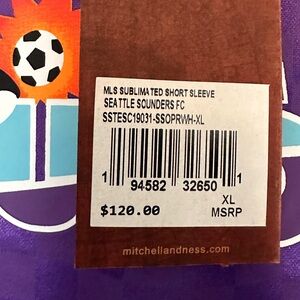 MLS SUBLIMATED SHORT SLEEVE
SEATTLE SOUNDERS FC
SSTESC19031-SSOPRWH-XL
1 94582 32650 1
$120.00
XL
MSRP
mitchellandness.com